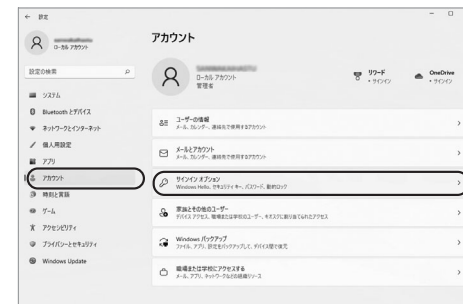 ← 設定
ローカル アカウント
設定の検索
システム
Bluetooth とデバイス
ネットワークとインターネット
個人用設定
アプリ
アカウント
時刻と言語
ゲーム
アクセシビリティ
プライバシーとセキュリティ
Windows Update
アカウント
ローカル アカウント
管理者
リワード
• サインイン
OneDrive
• サインイン
ユーザーの情報
メール、カレンダー、連絡先で使用するアカウント
メールとアカウント
メール、カレンダー、連絡先で使用するアカウント
サインイン オプション
Windows Hello、セキュリティ キー、パスワード、動的ロック
家族とその他のユーザー
デバイス アクセス、職場または学校のユーザー、キオスクに割り当てられたアクセス
Windows バックアップ
ファイル、アプリ、設定をバックアップして、デバイス間で復元
職場または学校にアクセスする
メール、アプリ、ネットワークなどの組織リソース